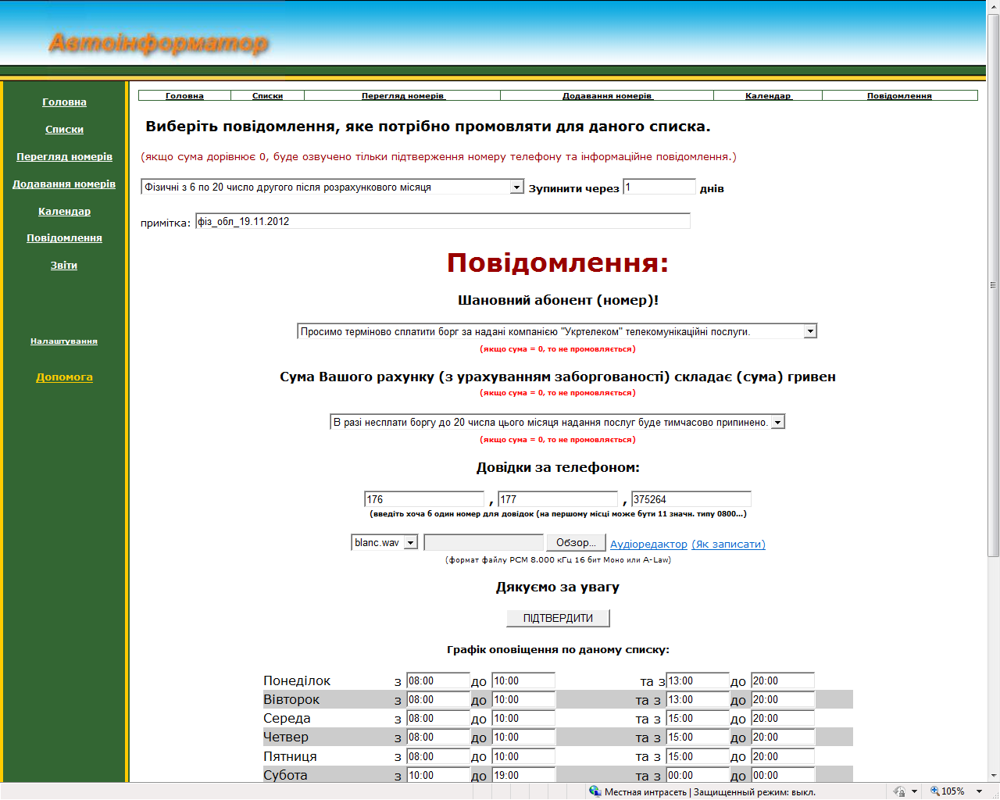 Автоінформатор
Головна
Списки
Перегляд номерів
Додавання номерів
Календар
Повідомлення
Звіти
Налаштування
Допомога
Головна Списки Перегляд номерів Додавання номерів Календар Повідомлення
Виберіть повідомлення, яке потрібно промовляти для даного списка.
(якщо сума дорівнює 0, буде озвучено тільки підтверження номеру телефону та інформаційне повідомлення.)
Фізичні з 6 по 20 число другого після розрахункового місяця Зупинити через 1 днів
примітка: фіз_обл_19.11.2012
Повідомлення:
Шановний абонент (номер)!
Просимо терміново сплатити борг за надані компанією "Укртелеком" телекомунікаційні послуги.
(якщо сума = 0, то не промовляється)
Сума Вашого рахунку (з урахуванням заборгованості) складає (сума) гривен
(якщо сума = 0, то не промовляється)
В разі несплати боргу до 20 числа цього місяця надання послуг буде тимчасово припинено.
(якщо сума = 0, то не промовляється)
Довідки за телефоном:
176 , 177 , 375264
(введіть хоча б один номер для довідок (на першому місці може бути 11 значн. типу 0800...)
blanc.wav Обзор... Аудіоредактор (Як записати)
(формат файлу PCM 8.000 кГц 16 бит Моно или A-Law)
Дякуємо за увагу
ПІДТВЕРДИТИ
Графік оповіщення по даному списку:
Понеділок з 08:00 до 10:00 та з 13:00 до 20:00
Вівторок з 08:00 до 10:00 та з 13:00 до 20:00
Середа з 08:00 до 10:00 та з 15:00 до 20:00
Четвер з 08:00 до 10:00 та з 15:00 до 20:00
Пятниця з 08:00 до 10:00 та з 15:00 до 20:00
Субота з 10:00 до 19:00 та з 00:00 до 00:00
Местная интрасеть | Защищенный режим: выкл. 105%